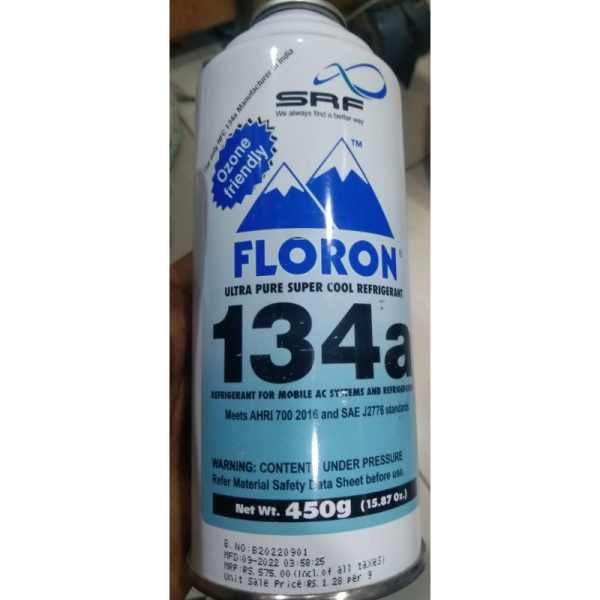 SRF
We always find a better way
The only HFC 134a Manufacturer in India
Ozone
friendly
TM
FLORON®
ULTRA PURE SUPER COOL REFRIGERANT
134a
REFRIGERANT FOR MOBILE AC SYSTEMS AND
Meets AHRI 700 2016 and SAE J2776 standards
WARNING: CONTENTS UNDER PRESSURE
Refer Material Safety Data Sheet before use.
Net Wt. 450g (15.87 Oz.)
B. NO:B20220901
MFD:09-2022 03:58:25
MRP:RS. 575.00 (Incl.of all taxes)
Unit Sale Price:RS. 1.28 Per g